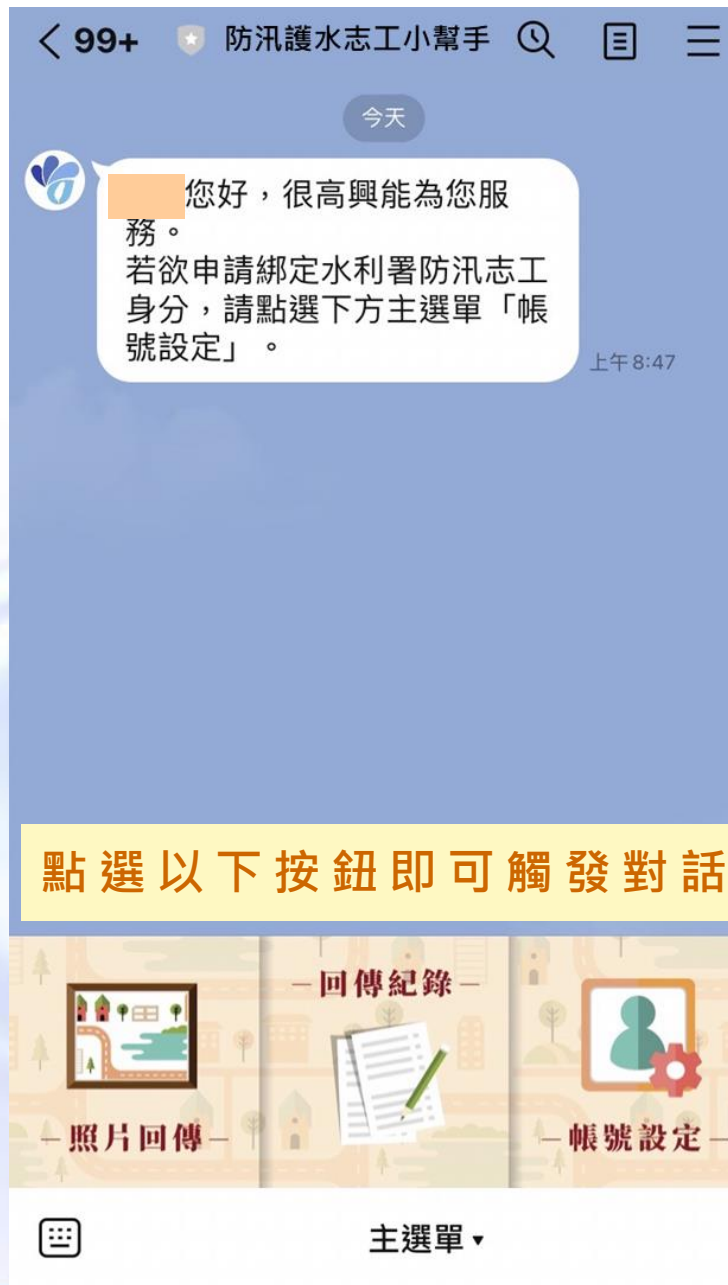 99+ 防汛護水志工小幫手
今天
您好，很高興能為您服
務。
若欲申請綁定水利署防汛志工
身分，請點選下方主選單「帳
號設定」。
上午 8:47
點選以下按鈕即可觸發對話
照片回傳
回傳紀錄
帳號設定
主選單